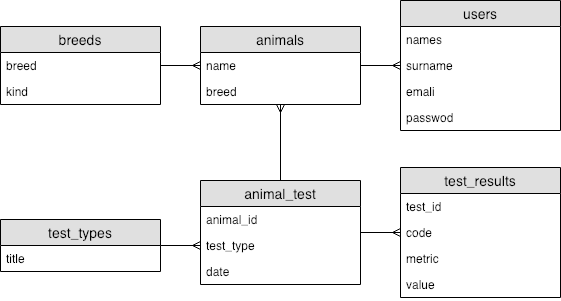 breeds
breed
kind
animals
name
breed
users
names
surname
emali
passwod
test_types
title
animal_test
animal_id
test_type
date
test_results
test_id
code
metric
value